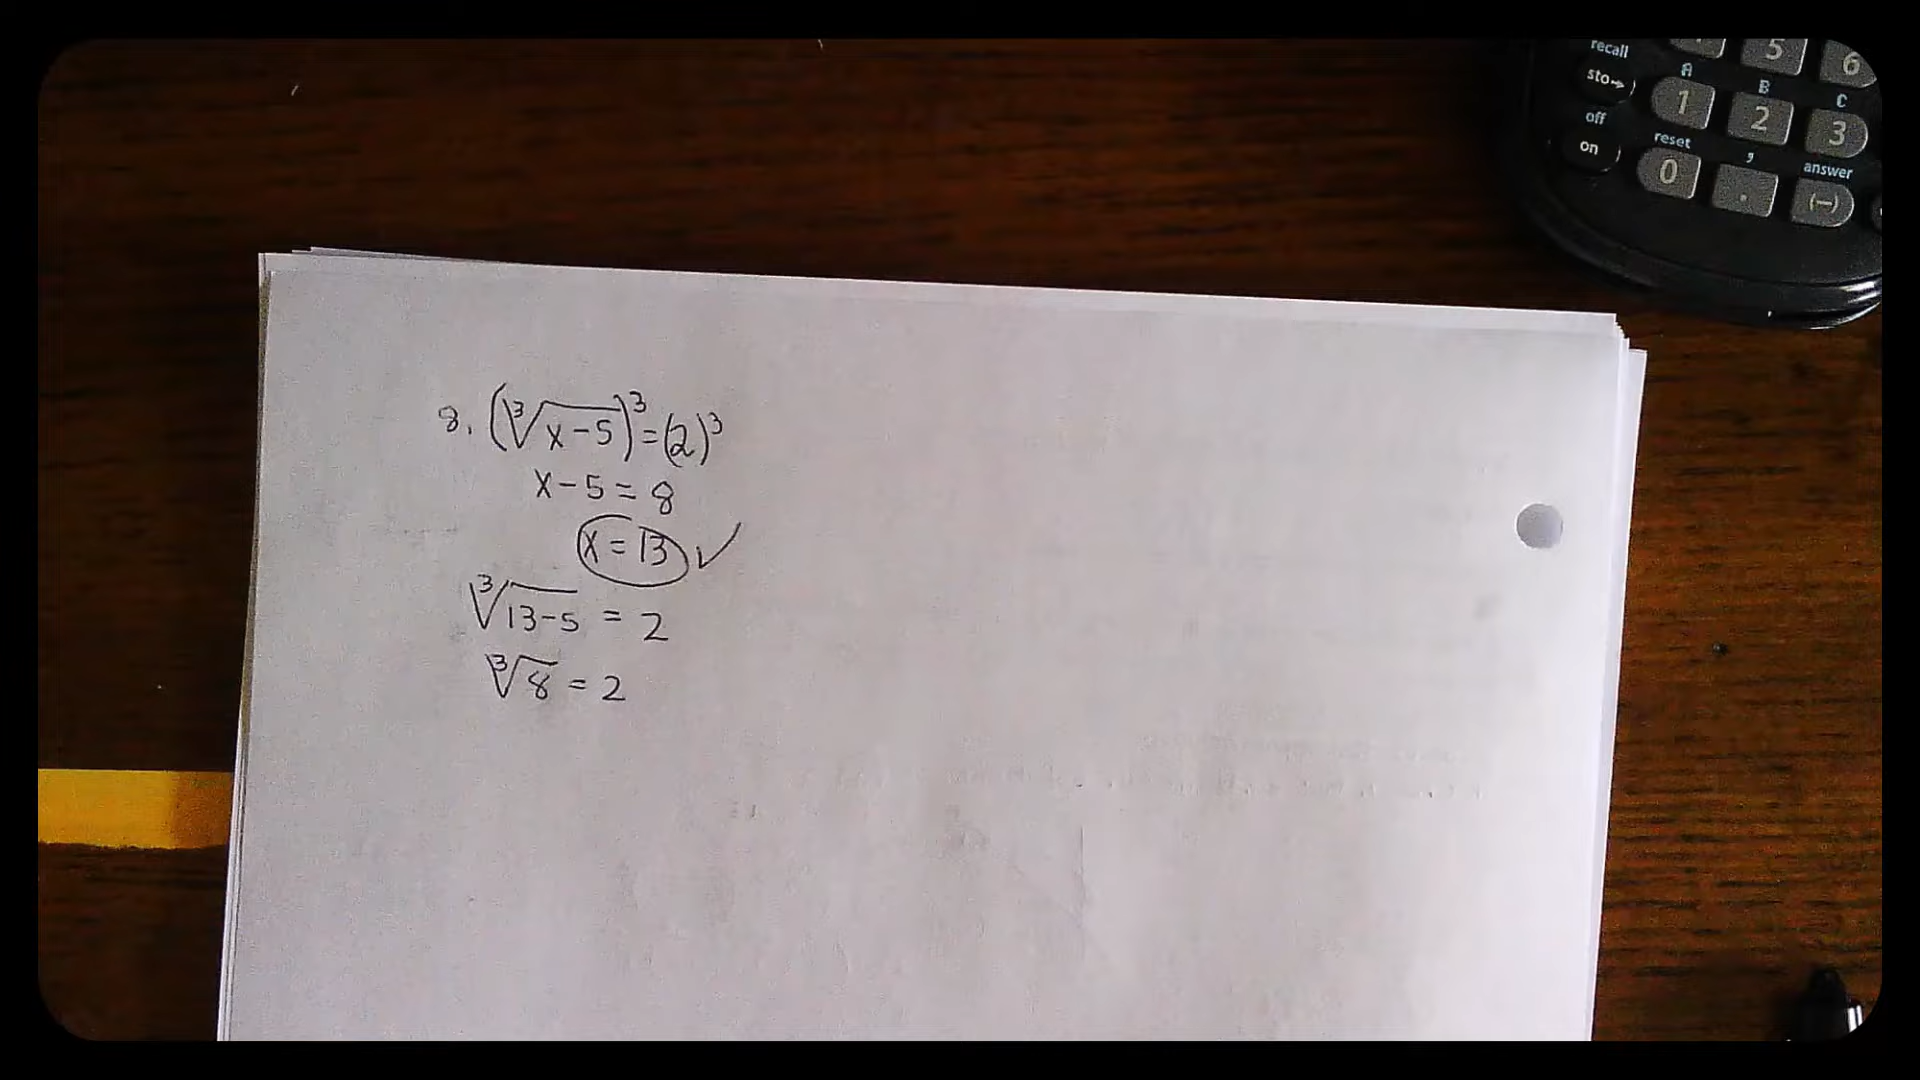 recall
5 6
sto→ A B C
1 2 3
off
on reset , answer
0 . (−)
8. (∛(x-5))³=(2)³
x-5=8
x=13 ✓
∛(13-5) = 2
∛8 = 2